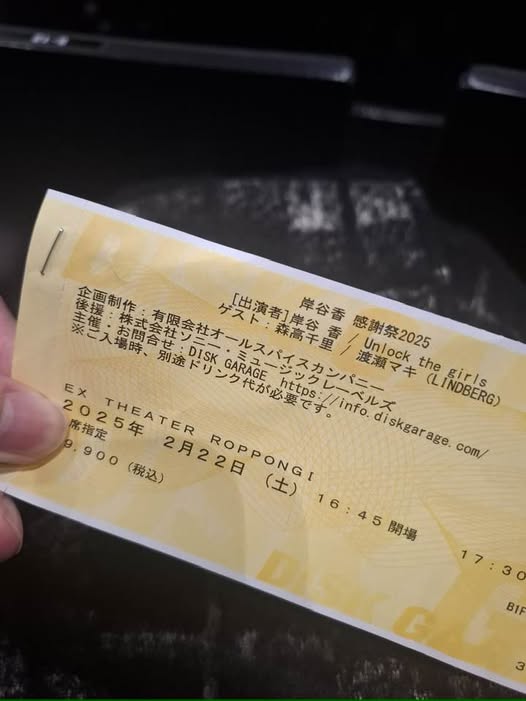 岸谷香 感謝祭2025
[出演者]岸谷 香 / Unlock the girls
ゲスト：森高千里 / 渡瀬マキ (LINDBERG)
企画制作：有限会社オールスパイスカンパニー
後援：株式会社ソニー・ミュージックレーベルズ
主催・お問合せ：DISK GARAGE https://info.diskgarage.com/
※ご入場時、別途ドリンク代が必要です。
EX THEATER ROPPONGI
2025年 2月22日 (土) 16:45開場 17:30
席指定
9,900 (税込)
B1F
DISK GA